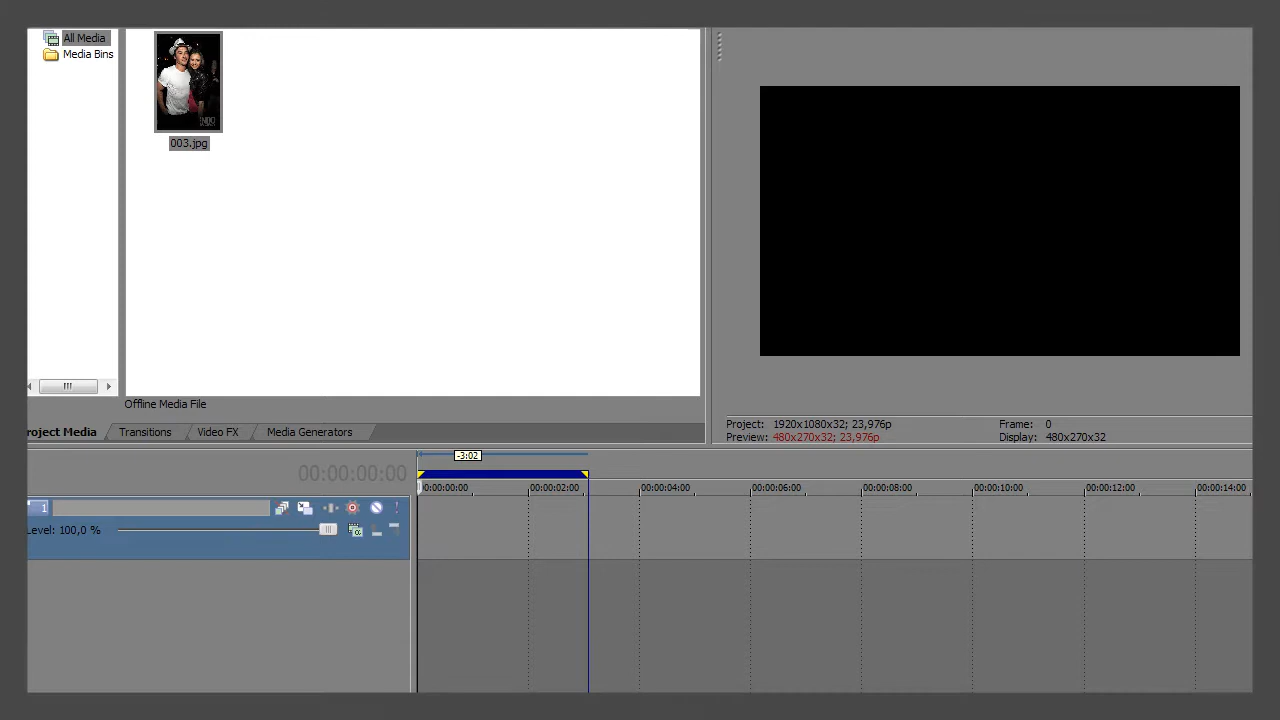 All Media
Media Bins
003.jpg
Offline Media File
roject Media
Transitions
Video FX
Media Generators
Project: 1920x1080x32; 23,976p
Preview: 480x270x32; 23,976p
Frame: 0
Display: 480x270x32
-3:02
00:00:00:00
00:00:00:00
00:00:02:00
00:00:04:00
00:00:06:00
00:00:08:00
00:00:10:00
00:00:12:00
00:00:14:00
1
Level: 100,0 %